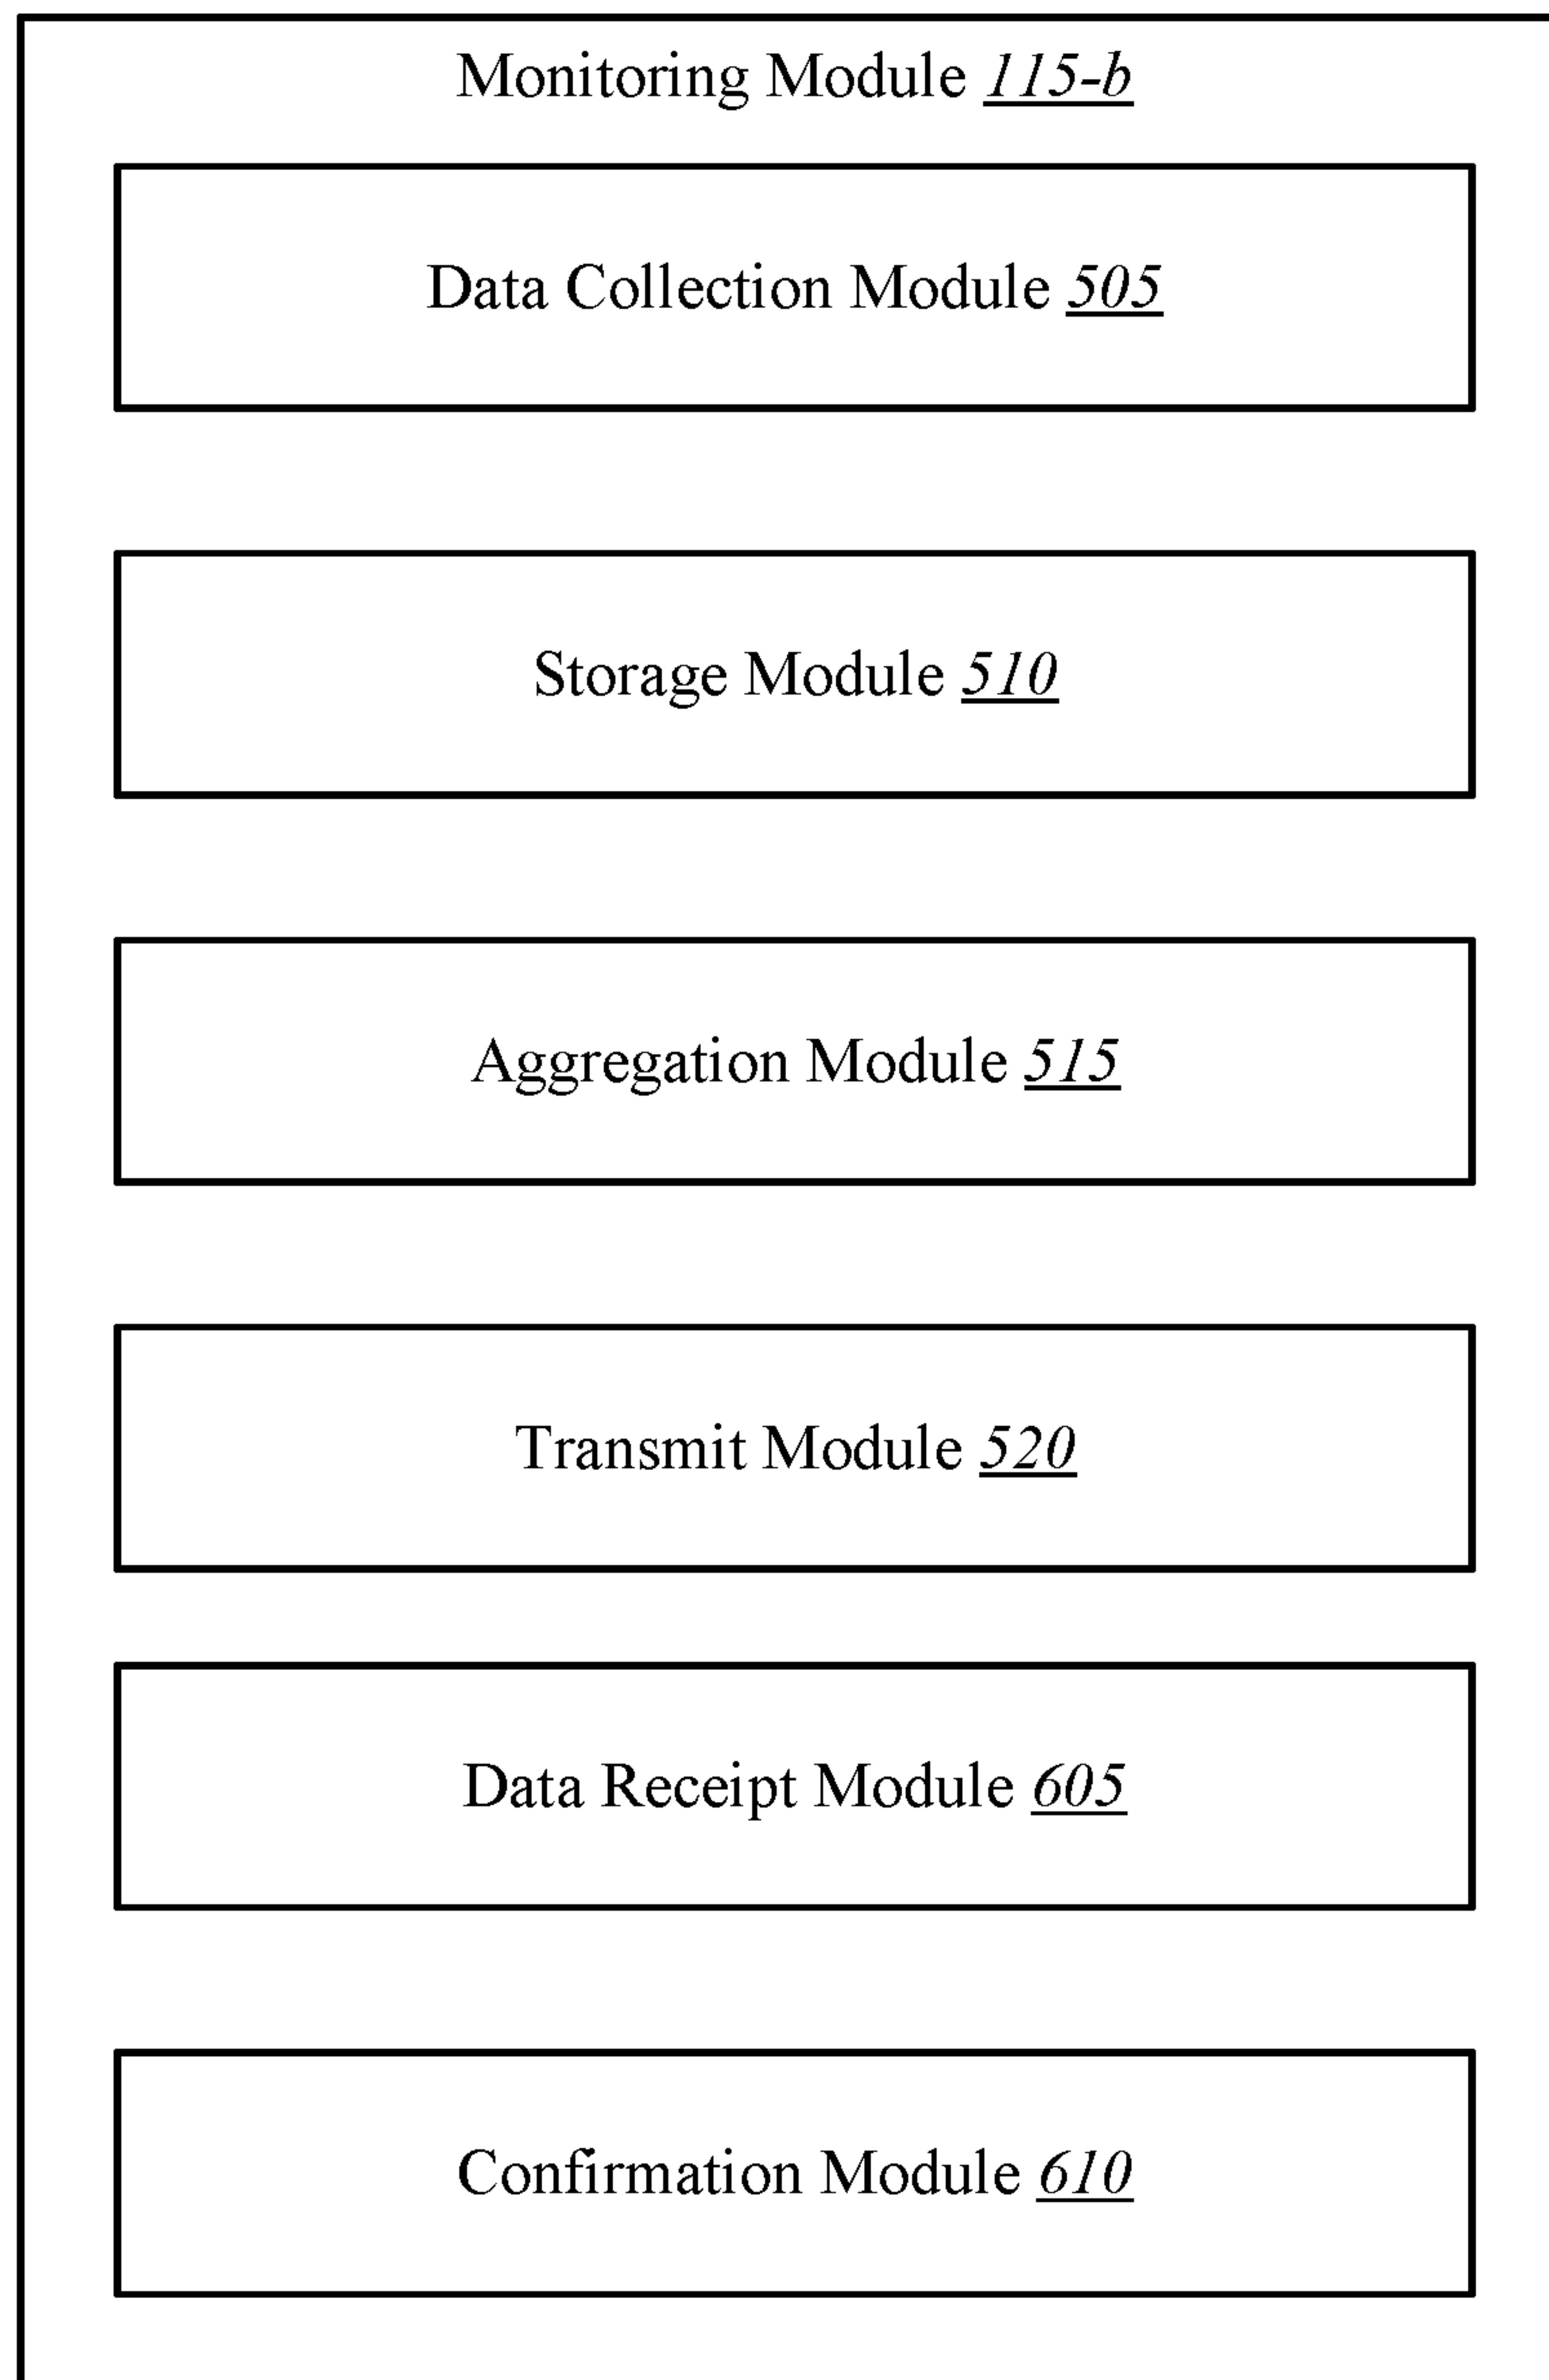 Monitoring Module 115-b
Data Collection Module 505
Storage Module 510
Aggregation Module 515
Transmit Module 520
Data Receipt Module 605
Confirmation Module 610